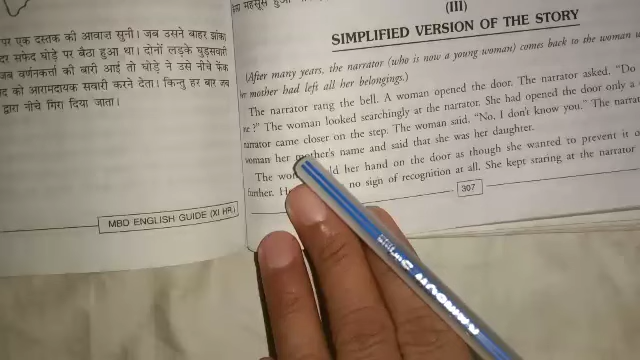 पर एक दस्तक की आवाज़ सुनी। जब उसने बाहर झांका
दर सफेद घोड़े पर बैठा हुआ था। दोनों लड़के घुड़सवारी
जब वर्णनकर्त्ता की बारी आई तो घोड़े ने उसे नीचे फेंक
द को आरामदायक सवारी करने देता। किन्तु हर बार जब
द्वारा नीचे गिरा दिया जाता।
MBD ENGLISH GUIDE (XI HR.)
महसूस हुआ
(III)
SIMPLIFIED VERSION OF THE STORY
(After many years, the narrator (who is now a young woman) comes back to the woman
her mother had left all her belongings.)
The narrator rang the bell. A woman opened the door. The narrator asked. "Do
me ?" The woman looked searchingly at the narrator. She had opened the door only a
narrator came closer on the step. The woman said. "No. I don't know you." The narrat
woman her mother's name and said that she was her daughter.
The wom ld her hand on the door as though she wanted to prevent it o
further. H no sign of recognition at all. She kept staring at the narrator
307